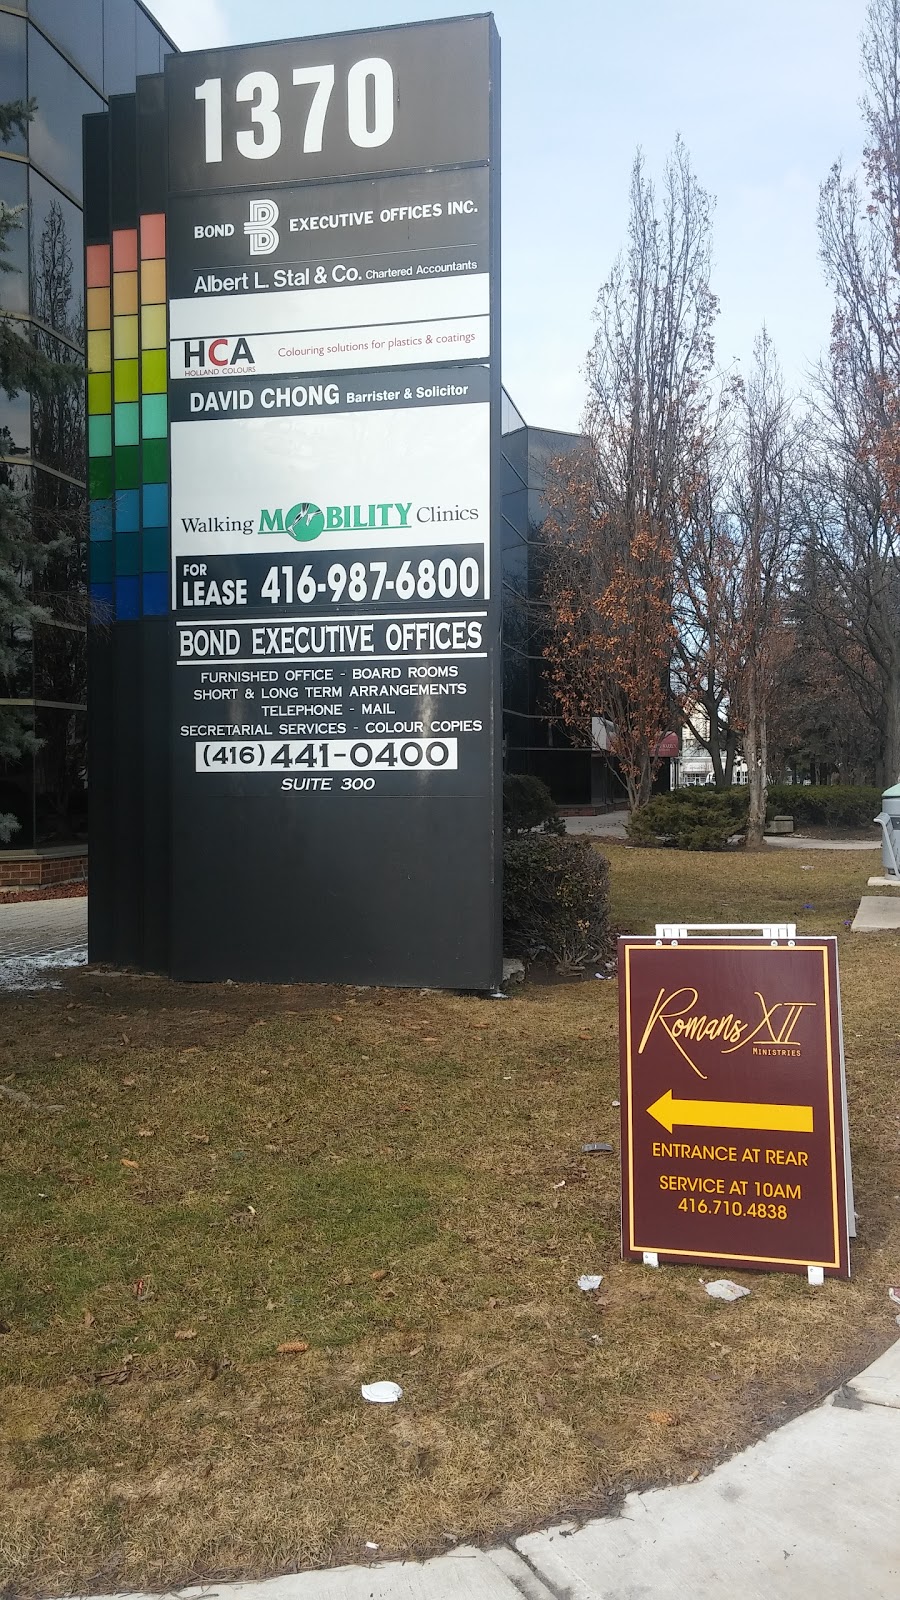 1370
BOND B EXECUTIVE OFFICES INC.
Albert L. Stal & Co. Chartered Accountants
HCA Colouring solutions for plastics & coatings
HOLLAND COLOURS
DAVID CHONG Barrister & Solicitor
Walking MOBILITY Clinics
FOR
LEASE 416-987-6800
BOND EXECUTIVE OFFICES
FURNISHED OFFICE - BOARD ROOMS
SHORT & LONG TERM ARRANGEMENTS
TELEPHONE - MAIL
SECRETARIAL SERVICES - COLOUR COPIES
(416) 441-0400
SUITE 300
Romans XII
MINISTRIES
ENTRANCE AT REAR
SERVICE AT 10AM
416.710.4838